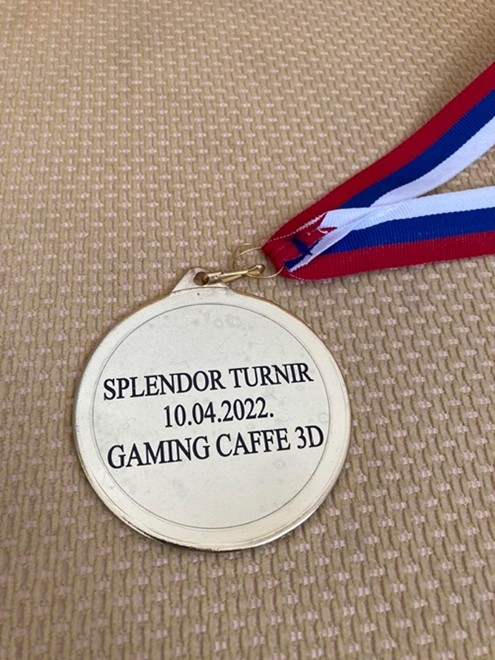 SPLENDOR TURNIR
10.04.2022.
GAMING CAFFE 3D